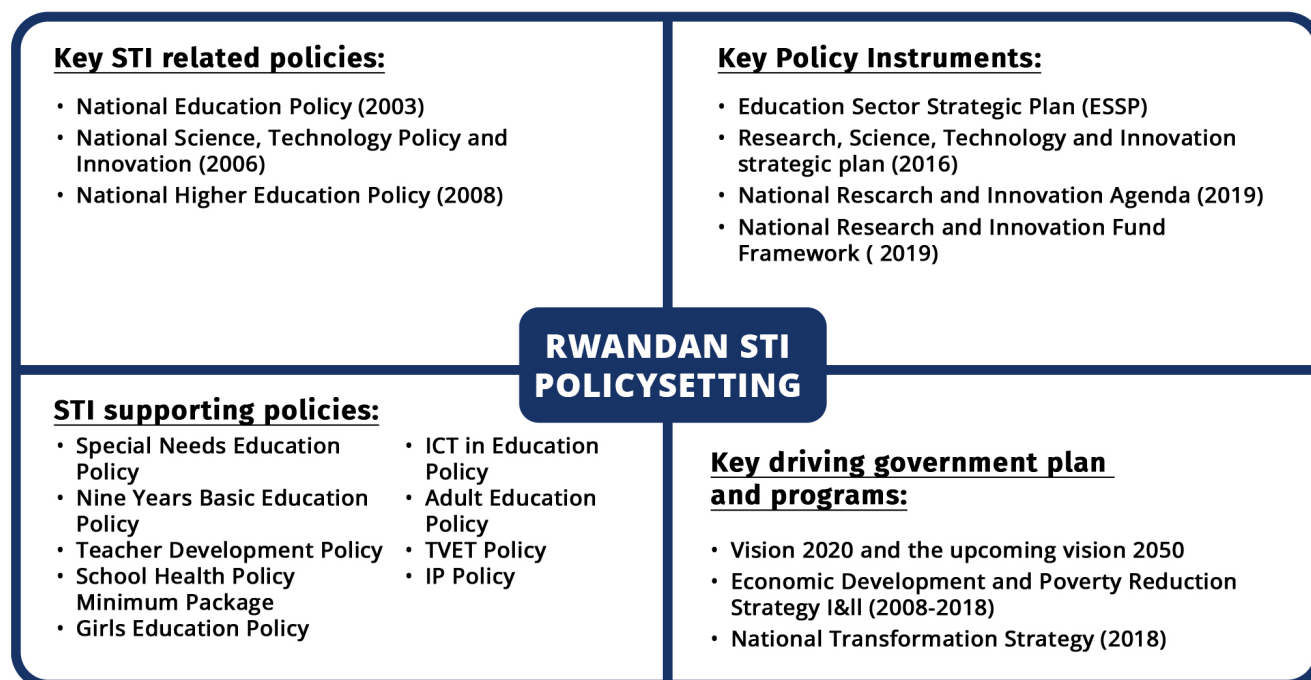 Key STI related policies:
• National Education Policy (2003)
• National Science, Technology Policy and
Innovation (2006)
• National Higher Education Policy (2008)
Key Policy Instruments:
• Education Sector Strategic Plan (ESSP)
• Research, Science, Technology and Innovation
strategic plan (2016)
• National Rescarch and Innovation Agenda (2019)
• National Research and Innovation Fund
Framework ( 2019)
RWANDAN STI
POLICYSETTING
STI supporting policies:
• Special Needs Education
Policy
• Nine Years Basic Education
Policy
• Teacher Development Policy
• School Health Policy
Minimum Package
• Girls Education Policy
• ICT in Education
Policy
• Adult Education
Policy
• TVET Policy
• IP Policy
Key driving government plan
and programs:
• Vision 2020 and the upcoming vision 2050
• Economic Development and Poverty Reduction
Strategy I&ll (2008-2018)
• National Transformation Strategy (2018)